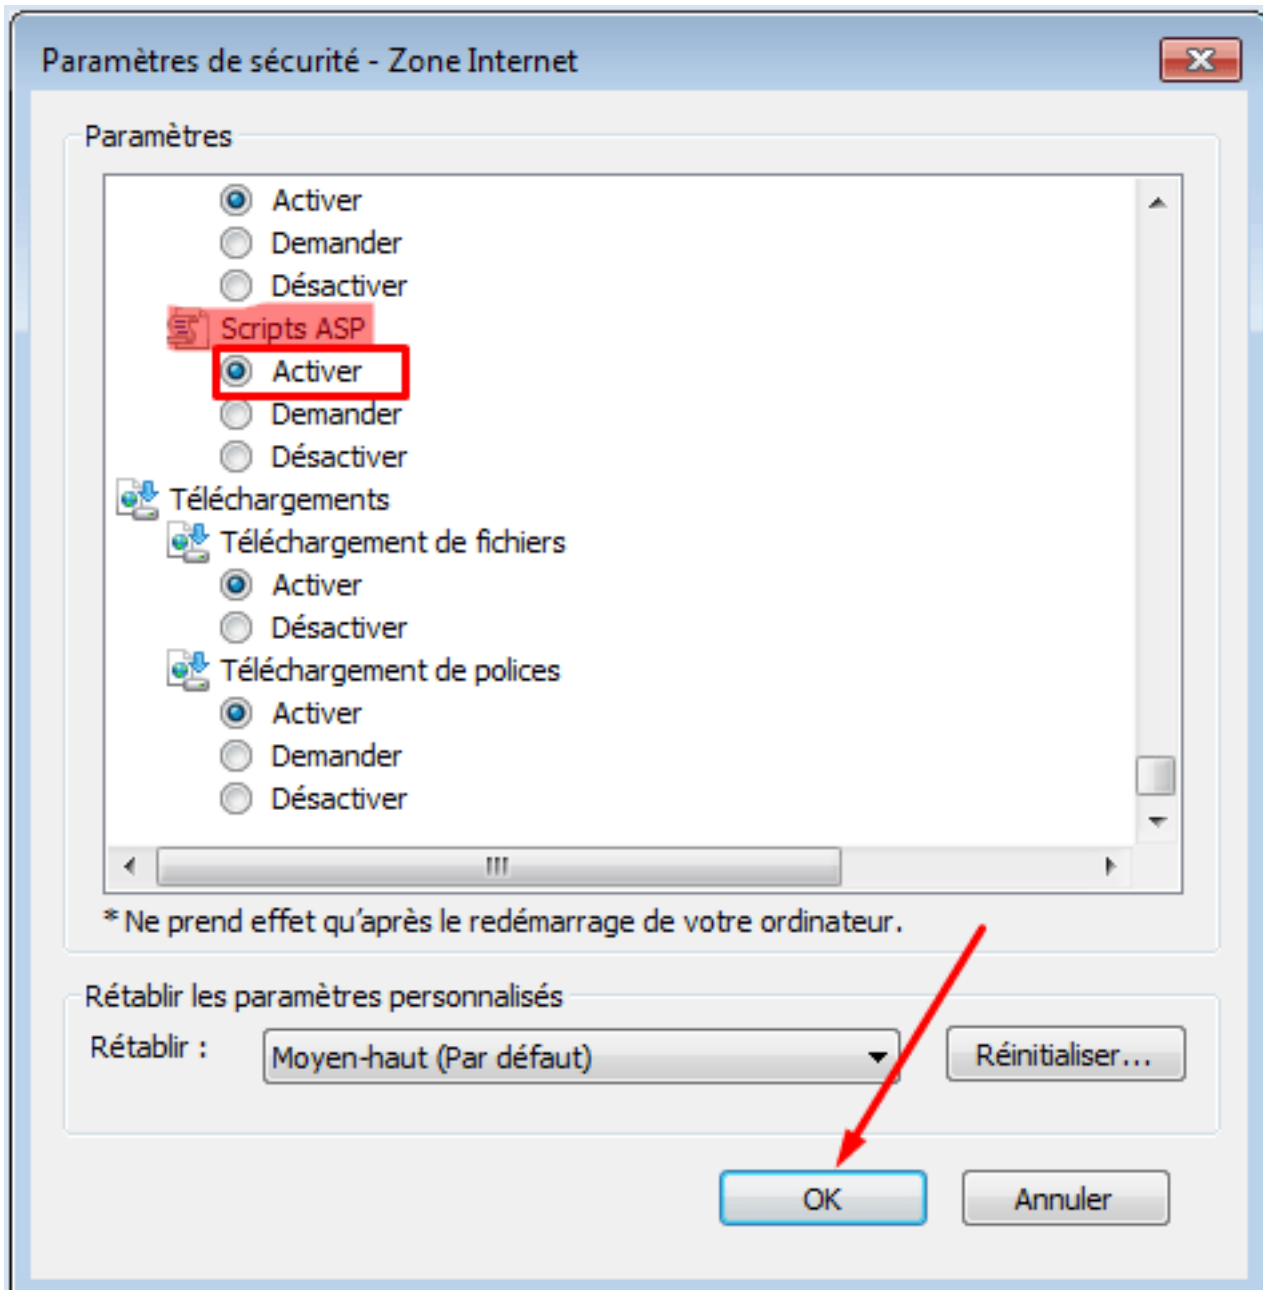 Paramètres de sécurité - Zone Internet
Paramètres
Activer
Demander
Désactiver
Scripts ASP
Activer
Demander
Désactiver
Téléchargements
Téléchargement de fichiers
Activer
Désactiver
Téléchargement de polices
Activer
Demander
Désactiver
* Ne prend effet qu'après le redémarrage de votre ordinateur.
Rétablir les paramètres personnalisés
Rétablir : Moyen-haut (Par défaut) Réinitialiser...
OK Annuler